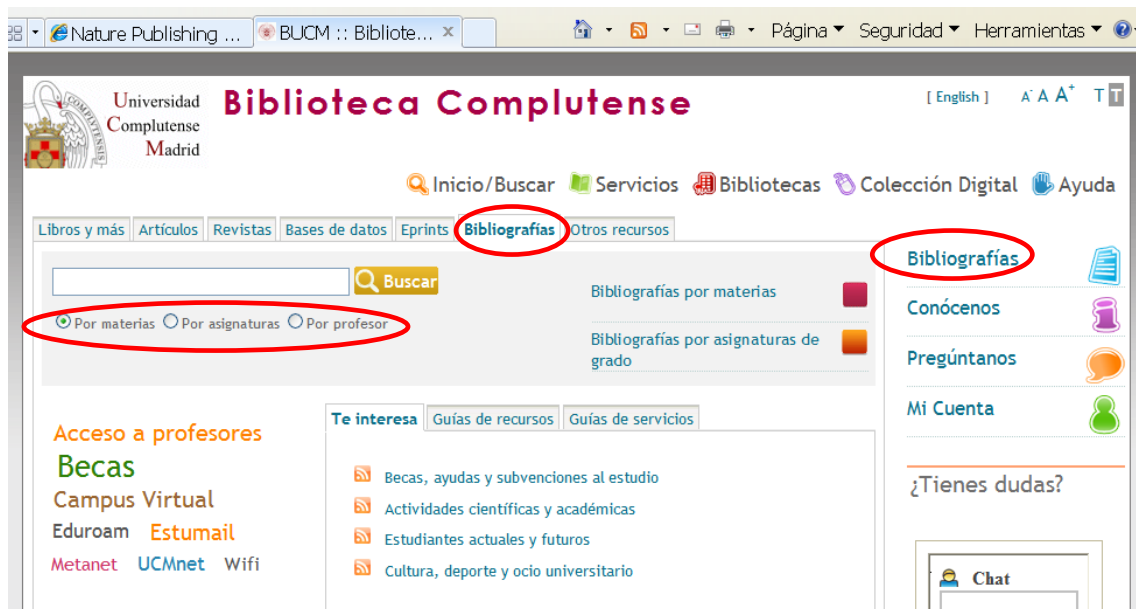 Nature Publishing ... BUCM :: Bibliote... x Página Seguridad Herramientas
Universidad
Complutense
Madrid
Biblioteca Complutense
[ English ] A- A A+ T T
Inicio/Buscar Servicios Bibliotecas Colección Digital Ayuda
Libros y más Artículos Revistas Bases de datos Eprints Bibliografías Otros recursos
Buscar
Por materias Por asignaturas Por profesor
Bibliografías por materias
Bibliografías por asignaturas de
grado
Bibliografías
Conócenos
Pregúntanos
Mi Cuenta
Acceso a profesores
Becas
Campus Virtual
Eduroam Estumail
Metanet UCMnet Wifi
Te interesa Guías de recursos Guías de servicios
Becas, ayudas y subvenciones al estudio
Actividades científicas y académicas
Estudiantes actuales y futuros
Cultura, deporte y ocio universitario
¿Tienes dudas?
Chat